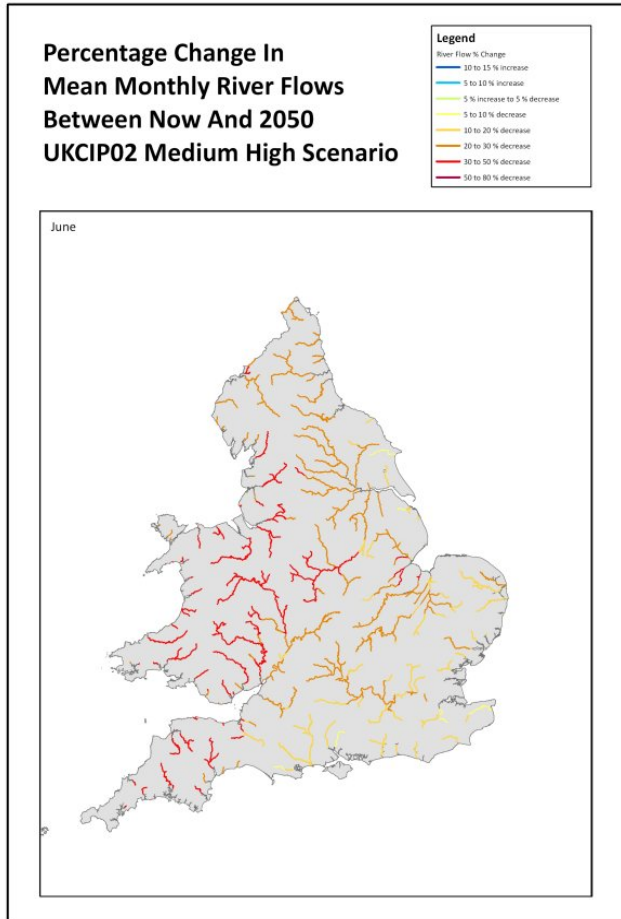 Percentage Change In
Mean Monthly River Flows
Between Now And 2050
UKCIP02 Medium High Scenario
Legend
River Flow % Change
10 to 15 % increase
5 to 10 % increase
5 % increase to 5 % decrease
5 to 10 % decrease
10 to 20 % decrease
20 to 30 % decrease
30 to 50 % decrease
50 to 80 % decrease
June